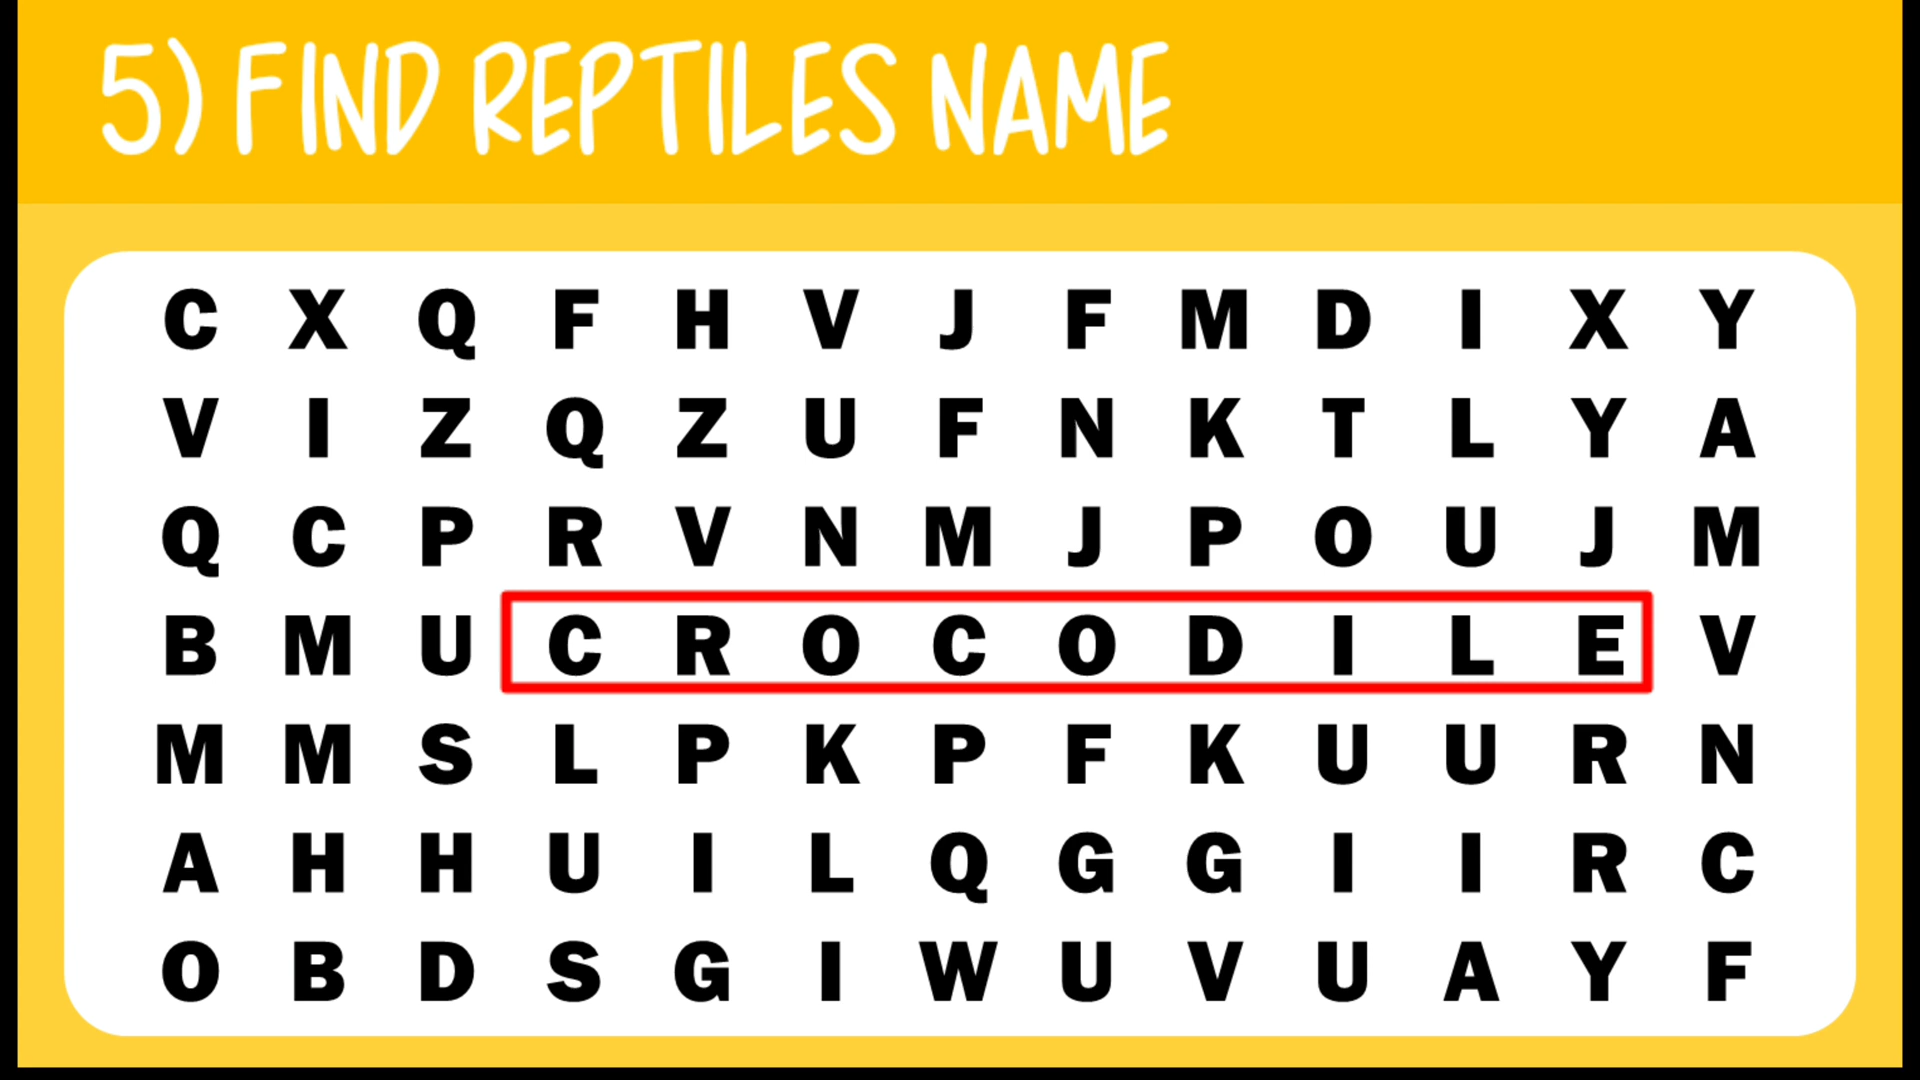 5) FIND REPTILES NAME
C X Q F H V J F M D I X Y
V I Z Q Z U F N K T L Y A
Q C P R V N M J P O U J M
B M U C R O C O D I L E V
M M S L P K P F K U U R N
A H H U I L Q G G I I R C
O B D S G I W U V U A Y F